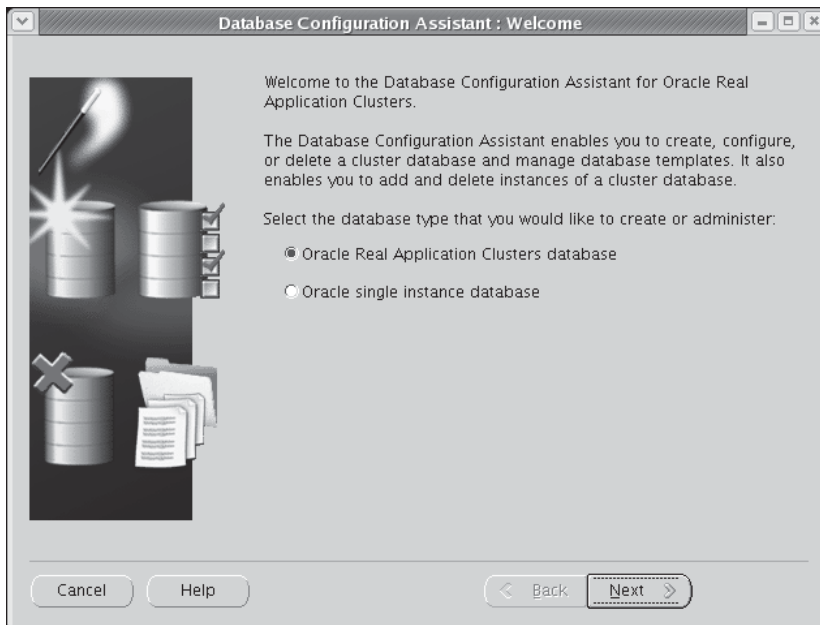 Database Configuration Assistant : Welcome
Welcome to the Database Configuration Assistant for Oracle Real
Application Clusters.
The Database Configuration Assistant enables you to create, configure,
or delete a cluster database and manage database templates. It also
enables you to add and delete instances of a cluster database.
Select the database type that you would like to create or administer:
Oracle Real Application Clusters database
Oracle single instance database
Cancel
Help
Back
Next